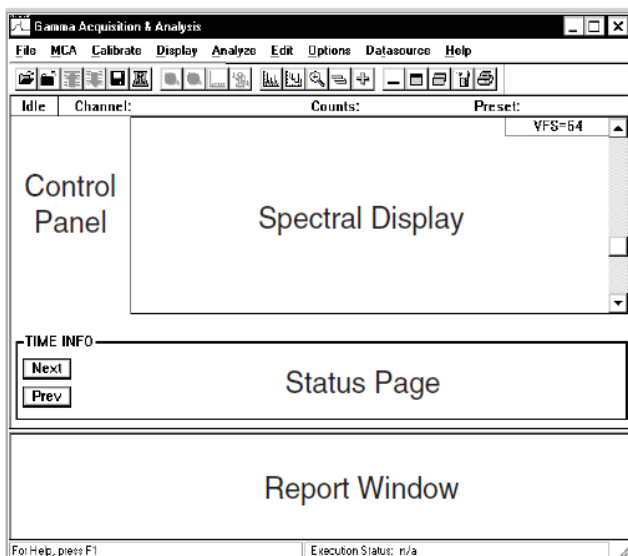 Gamma Acquisition & Analysis
File MCA Calibrate Display Analyze Edit Options Datasource Help
Idle Channel: Counts: Preset:
VFS=64
Control
Panel
Spectral Display
TIME INFO
Next
Prev
Status Page
Report Window
For Help, press F1 Execution Status: n/a